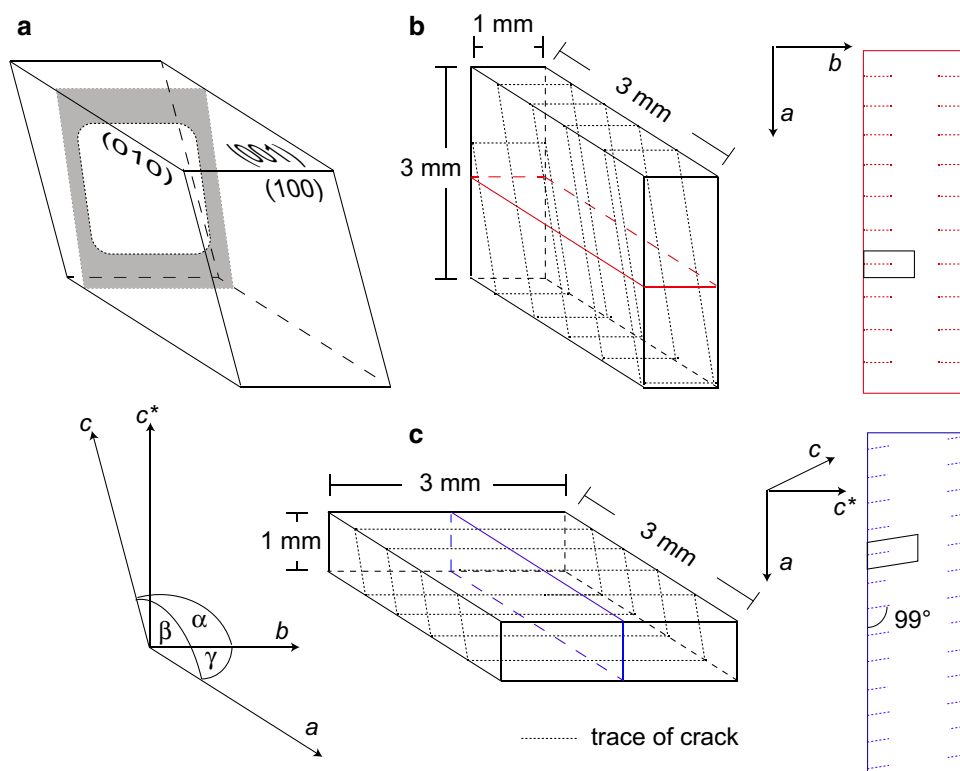 a
(010)
(001)
(100)
b
1 mm
3 mm
3 mm
b
a
c
c*
b
a
α
β
γ
c
3 mm
1 mm
3 mm
trace of crack
c
c*
a
99°